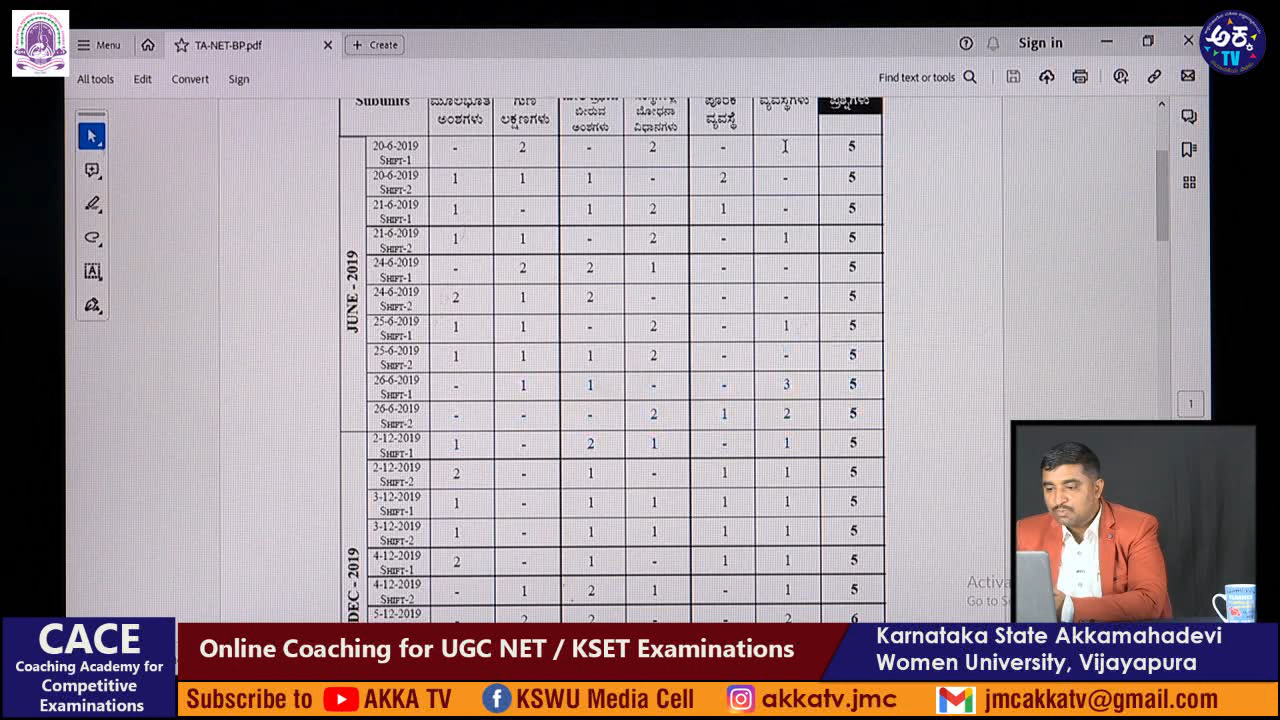 Menu
TA-NET-BP.pdf
Create
Sign in
ಅಕ್ಕ
TV
All tools Edit Convert Sign
Find text or tools
Subunits ಮೂಲಭೂತ ಅಂಶಗಳು ಗುಣ ಲಕ್ಷಣಗಳು ಬೀರುವ ಅಂಶಗಳು ಬೋಧನಾ ವಿಧಾನಗಳು ಪೂರಕ ವ್ಯವಸ್ಥೆ ವ್ಯವಸ್ಥೆಗಳು ಪ್ರಶ್ನೆಗಳು
JUNE - 2019
20-6-2019 SHIFT-1 - 2 - 2 - 5
20-6-2019 SHIFT-2 1 1 1 - 2 - 5
21-6-2019 SHIFT-1 1 - 1 2 1 - 5
21-6-2019 SHIFT-2 1 1 - 2 - 1 5
24-6-2019 SHIFT-1 - 2 2 1 - - 5
24-6-2019 SHIFT-2 2 1 2 - - - 5
25-6-2019 SHIFT-1 1 1 - 2 - 1 5
25-6-2019 SHIFT-2 1 1 1 2 - - 5
26-6-2019 SHIFT-1 - 1 1 - - 3 5
26-6-2019 SHIFT-2 - - - 2 1 2 5
DEC - 2019
2-12-2019 SHIFT-1 1 - 2 1 - 1 5
2-12-2019 SHIFT-2 2 - 1 - 1 1 5
3-12-2019 SHIFT-1 1 - 1 1 1 1 5
3-12-2019 SHIFT-2 1 - 1 1 1 1 5
4-12-2019 SHIFT-1 2 - 1 - 1 1 5
4-12-2019 SHIFT-2 - 1 2 1 - 1 5
5-12-2019 - 2 2 - - 2 6
1
CACE
Coaching Academy for
Competitive
Examinations
Online Coaching for UGC NET / KSET Examinations
Karnataka State Akkamahadevi
Women University, Vijayapura
Subscribe to AKKA TV KSWU Media Cell akkatv.jmc jmcakkatv@gmail.com